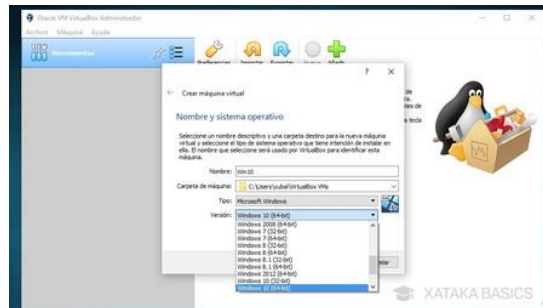 Oracle VM VirtualBox Administrador
Archivo Máquina Ayuda
Herramientas
Preferencias Importar Exportar Nueva Añadir
Crear máquina virtual
Nombre y sistema operativo
Seleccione un nombre descriptivo y una carpeta destino para la nueva máquina
virtual y seleccione el tipo de sistema operativo que tiene intención de instalar en
ella. El nombre que seleccione será usado por VirtualBox para identificar esta
máquina.
Nombre: Win10
Carpeta de máquina: C:\Users\yubal\VirtualBox VMs
Tipo: Microsoft Windows
Versión: Windows 10 (64-bit)
Windows 2008 (64-bit)
Windows 7 (32-bit)
Windows 7 (64-bit)
Windows 8 (32-bit)
Windows 8 (64-bit)
Windows 8.1 (32-bit)
Windows 8.1 (64-bit)
Windows 2012 (64-bit)
Windows 10 (32-bit)
Windows 10 (64-bit)
XATAKA BASICS